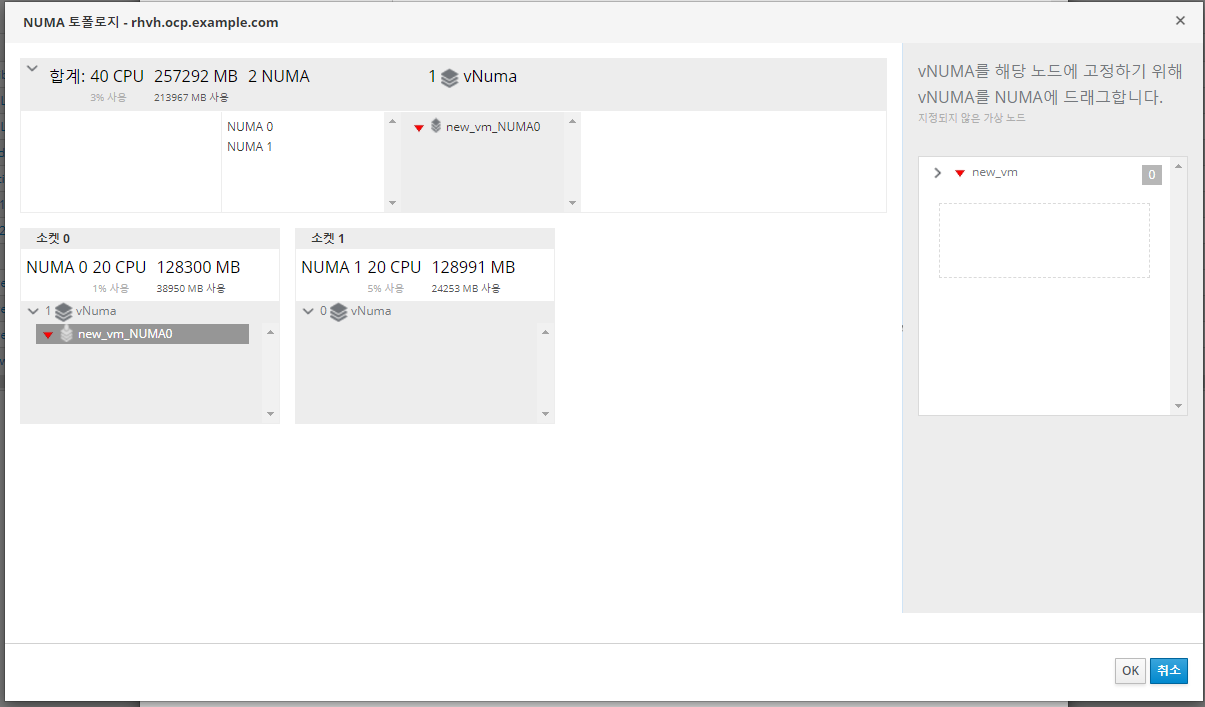 NUMA 토폴로지 - rhvh.ocp.example.com
합계: 40 CPU 257292 MB 2 NUMA 1 vNuma
3% 사용 213967 MB 사용
NUMA 0
NUMA 1
new_vm_NUMA0
소켓 0
NUMA 0 20 CPU 128300 MB
1% 사용 38950 MB 사용
1 vNuma
new_vm_NUMA0
소켓 1
NUMA 1 20 CPU 128991 MB
5% 사용 24253 MB 사용
0 vNuma
vNUMA를 해당 노드에 고정하기 위해
vNUMA를 NUMA에 드래그합니다.
지정되지 않은 가상 노드
new_vm 0
OK 취소